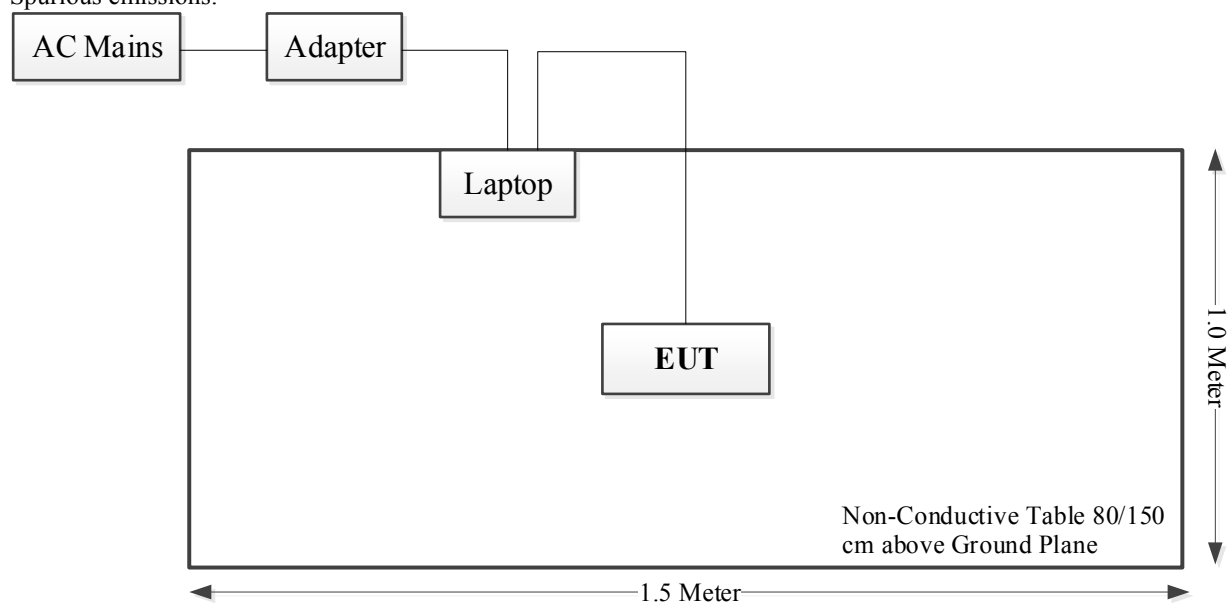 Spurious emissions:
AC Mains
Adapter
Laptop
EUT
1.0 Meter
Non-Conductive Table 80/150
cm above Ground Plane
1.5 Meter